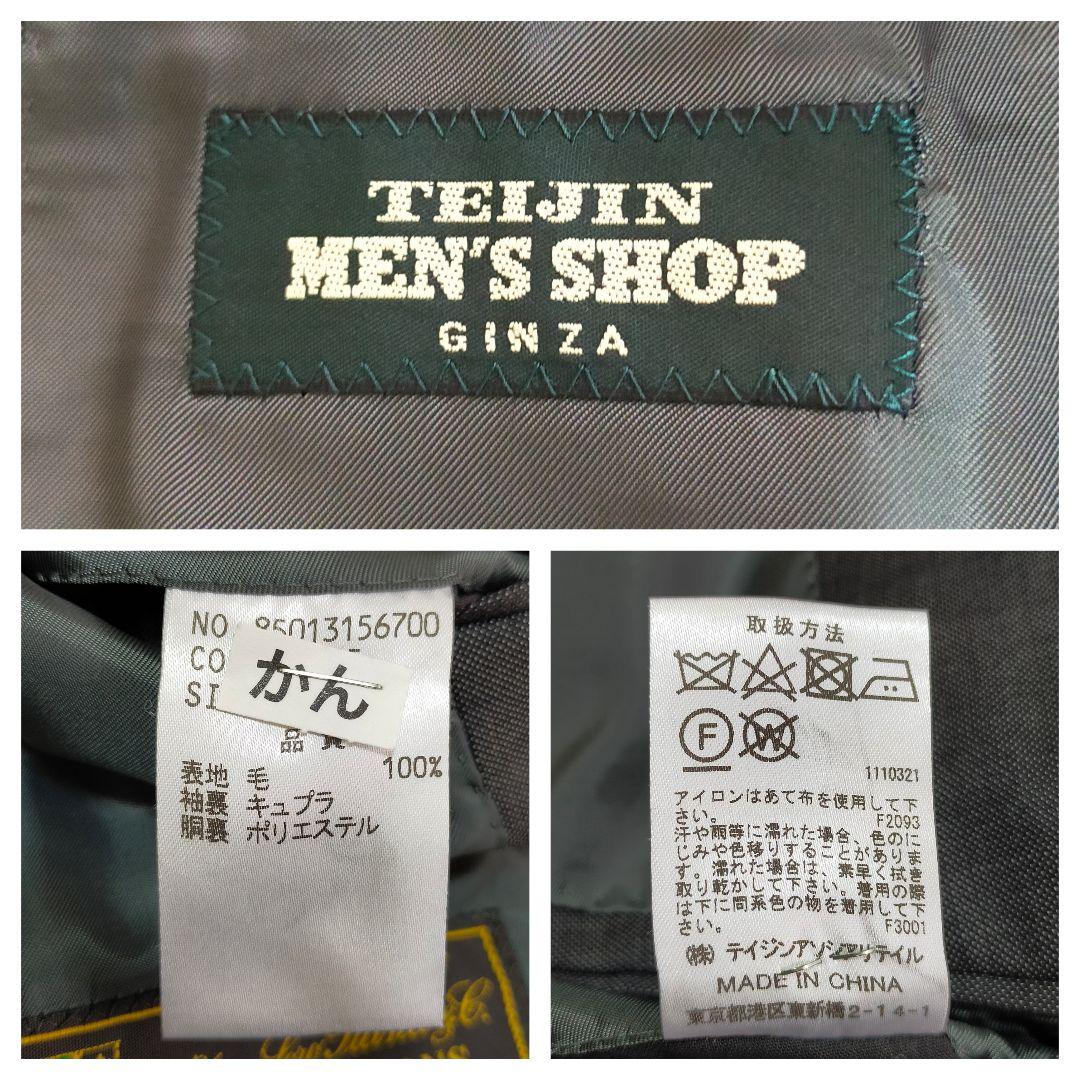 TEIJIN
MEN'S SHOP
GINZA
NO 85013156700
CO
SI
かん
品 質
表地 毛 100%
袖裏 キュプラ
胴裏 ポリエステル
取扱方法
F W
1110321
アイロンはあて布を使用して下
さい。 F2093
汗や雨等に濡れた場合、色のに
じみや色移りすることがありま
す。濡れた場合は、素早く拭き
取り乾かして下さい。着用の際
は下に同系色の物を着用して下
さい。 F3001
(株) テイジンアソシアリテイル
MADE IN CHINA
東京都港区東新橋2-14-1